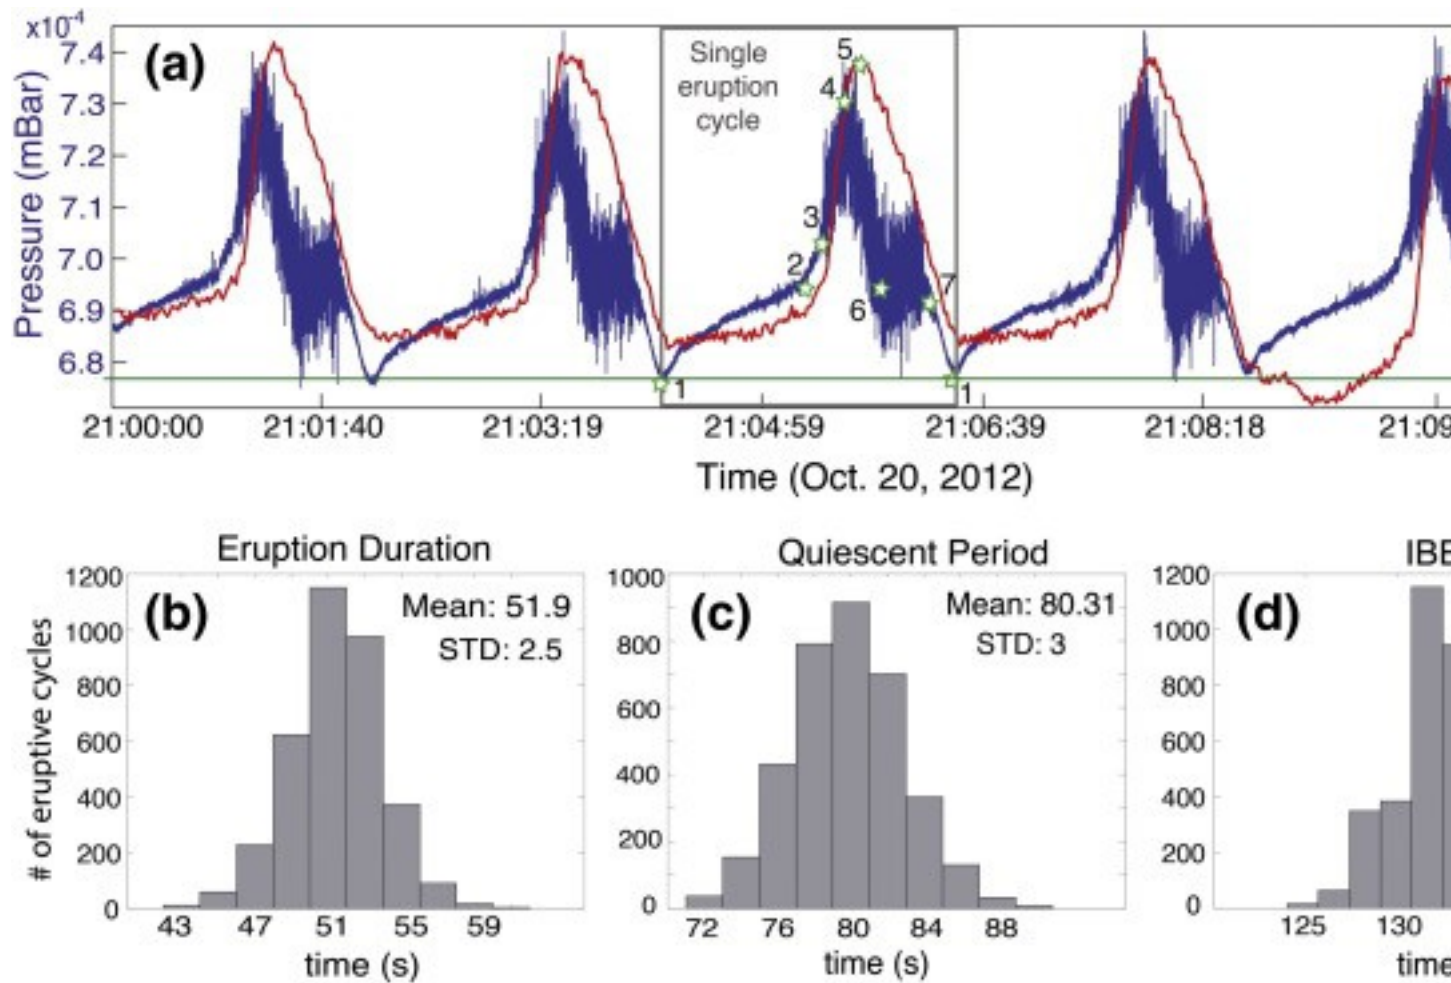 x10-4
7.4
7.3
7.2
7.1
7.0
6.9
6.8
Pressure (mBar)
(a)
Single
eruption
cycle
1
2
3
4
5
6
7
1
21:00:00 21:01:40 21:03:19 21:04:59 21:06:39 21:08:18 21:09
Time (Oct. 20, 2012)
Eruption Duration
(b)
Mean: 51.9
STD: 2.5
1200
1000
800
600
400
200
0
# of eruptive cycles
43 47 51 55 59
time (s)
Quiescent Period
(c)
Mean: 80.31
STD: 3
1000
800
600
400
200
0
72 76 80 84 88
time (s)
IBE
(d)
1200
1000
800
600
400
200
0
125 130
time